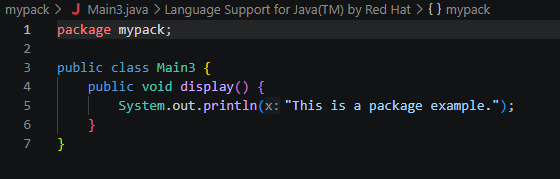 mypack > J Main3.java > Language Support for Java(TM) by Red Hat > {} mypack
1 package mypack;
2
3 public class Main3 {
4     public void display() {
5         System.out.println(x: "This is a package example.");
6     }
7 }